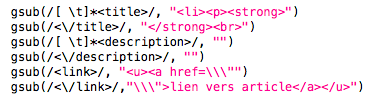 gsub(/[ \t]*<title>/, "<li><p><strong>")
gsub(/<\/title>/, "</strong><br>")
gsub(/[ \t]*<description>/, "")
gsub(/<\/description>/, "")
gsub(/<link>/, "<u><a href=\\\"")
gsub(/<\/link>/,"\\\">lien vers article</a></u>")